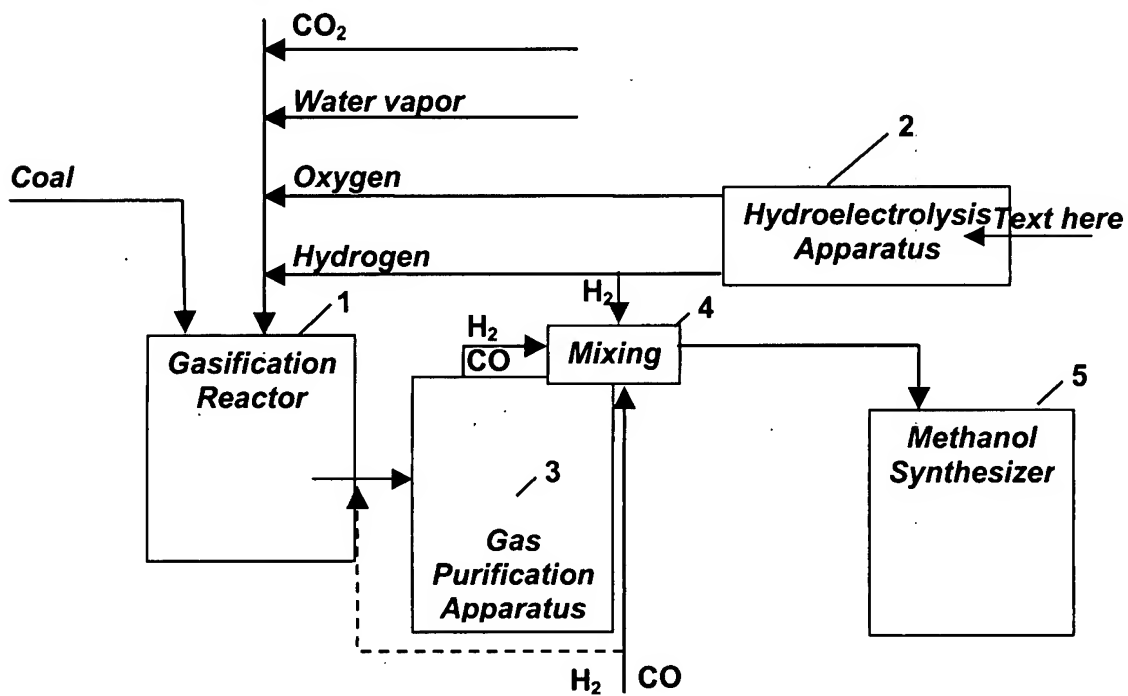 CO₂
Water vapor
Coal
Oxygen
2
Hydroelectrolysis
Apparatus
Text here
Hydrogen
H₂
1
4
H₂
CO
Mixing
Gasification
Reactor
5
Methanol
Synthesizer
3
Gas
Purification
Apparatus
H₂ CO